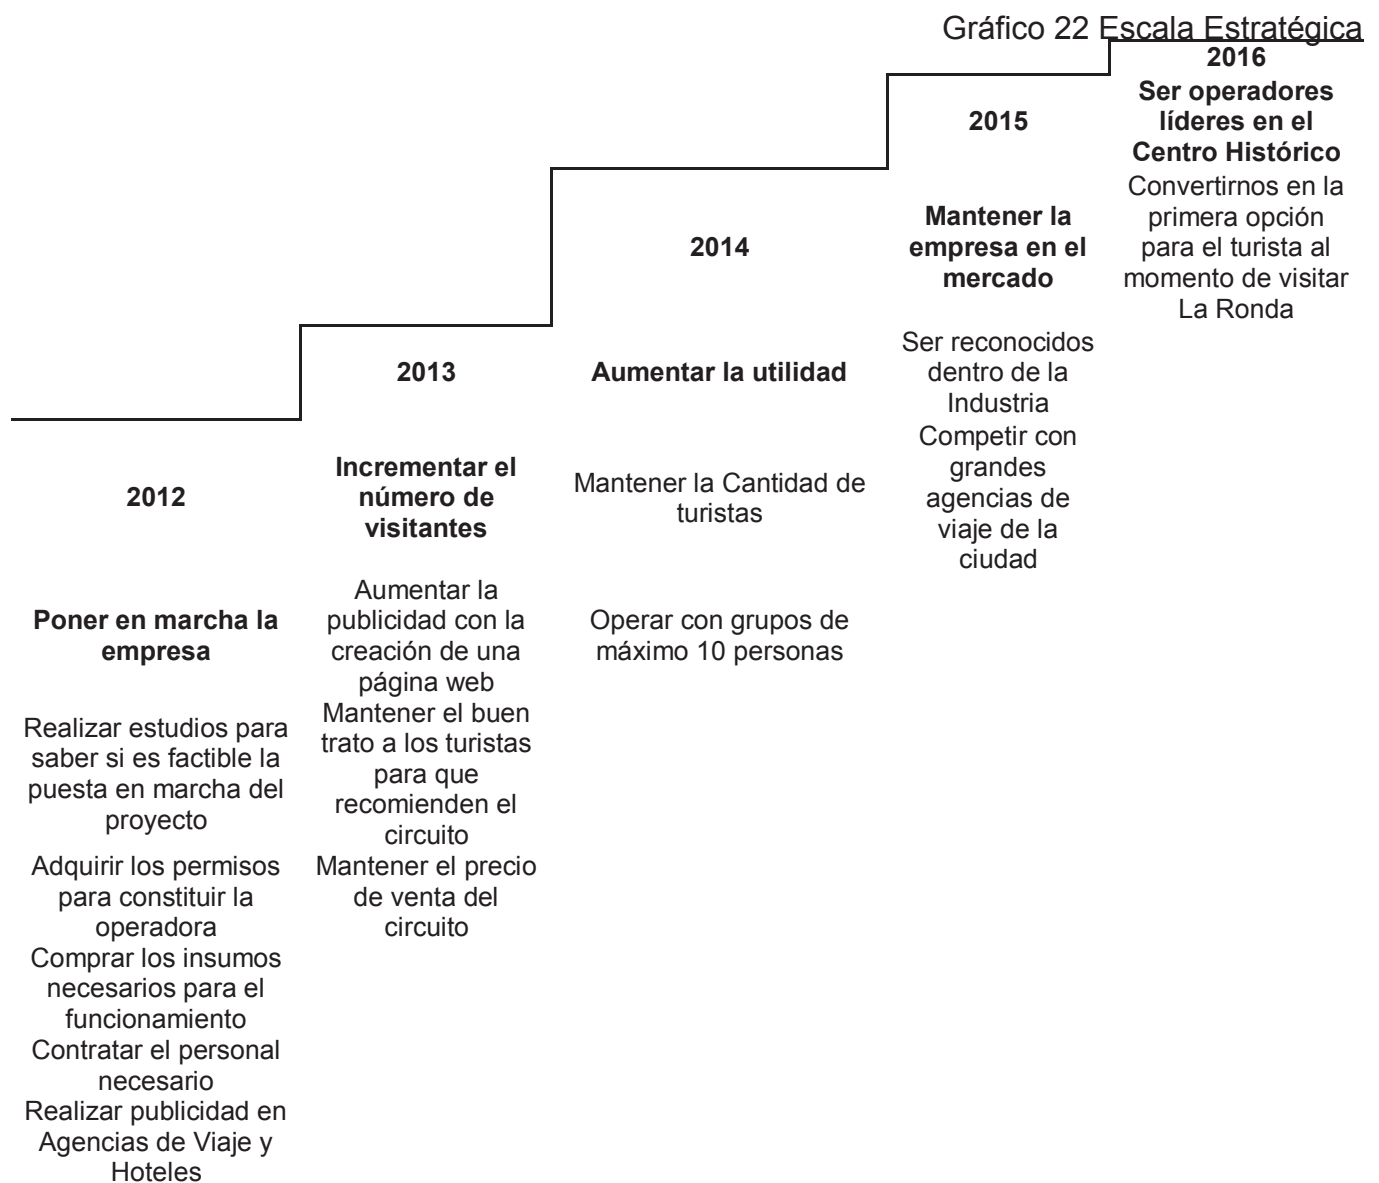 Gráfico 22 Escala Estratégica
2012
Poner en marcha la
empresa
Realizar estudios para
saber si es factible la
puesta en marcha del
proyecto
Adquirir los permisos
para constituir la
operadora
Comprar los insumos
necesarios para el
funcionamiento
Contratar el personal
necesario
Realizar publicidad en
Agencias de Viaje y
Hoteles
2013
Incrementar el
número de
visitantes
Aumentar la
publicidad con la
creación de una
página web
Mantener el buen
trato a los turistas
para que
recomienden el
circuito
Mantener el precio
de venta del
circuito
2014
Aumentar la utilidad
Mantener la Cantidad de
turistas
Operar con grupos de
máximo 10 personas
2015
Mantener la
empresa en el
mercado
Ser reconocidos
dentro de la
Industria
Competir con
grandes
agencias de
viaje de la
ciudad
2016
Ser operadores
líderes en el
Centro Histórico
Convertirnos en la
primera opción
para el turista al
momento de visitar
La Ronda